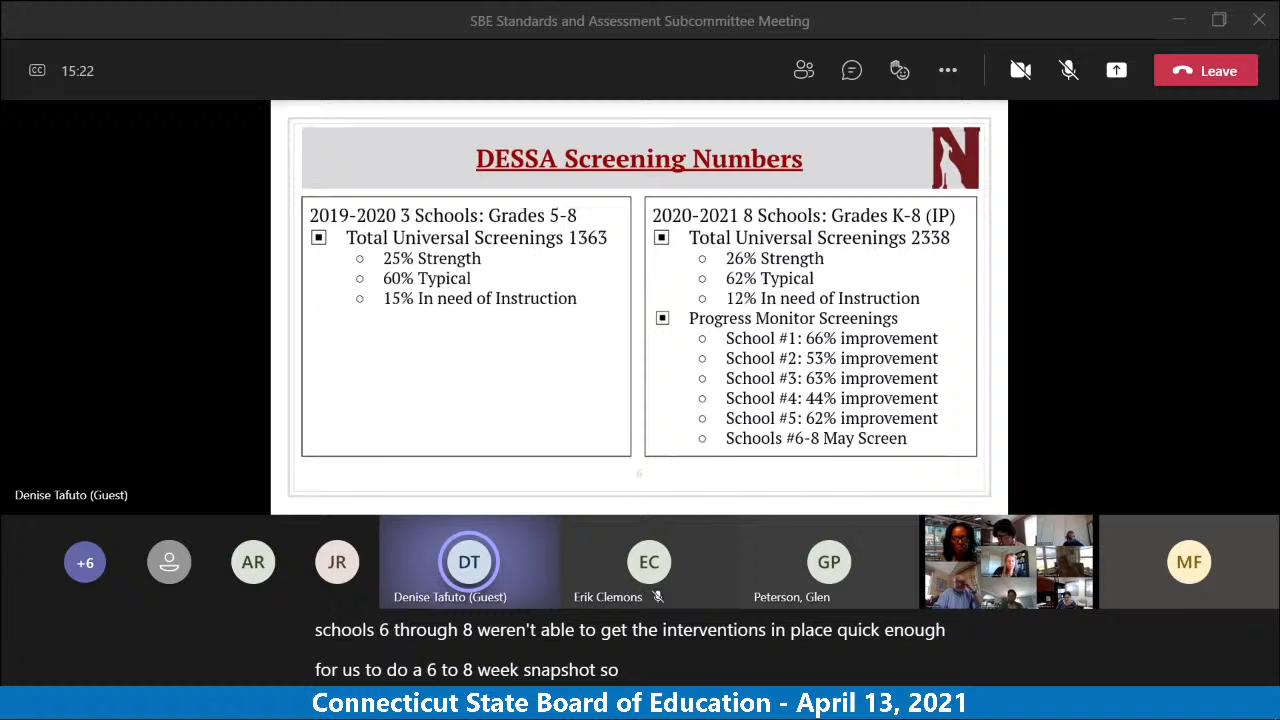 SBE Standards and Assessment Subcommittee Meeting
CC
15:22
Leave
DESSA Screening Numbers
N
2019-2020 3 Schools: Grades 5-8
Total Universal Screenings 1363
25% Strength
60% Typical
15% In need of Instruction
2020-2021 8 Schools: Grades K-8 (IP)
Total Universal Screenings 2338
26% Strength
62% Typical
12% In need of Instruction
Progress Monitor Screenings
School #1: 66% improvement
School #2: 53% improvement
School #3: 63% improvement
School #4: 44% improvement
School #5: 62% improvement
Schools #6-8 May Screen
6
Denise Tafuto (Guest)
+6
AR
JR
DT
Denise Tafuto (Guest)
EC
Erik Clemons
GP
Peterson, Glen
MF
schools 6 through 8 weren't able to get the interventions in place quick enough
for us to do a 6 to 8 week snapshot so
Connecticut State Board of Education - April 13, 2021